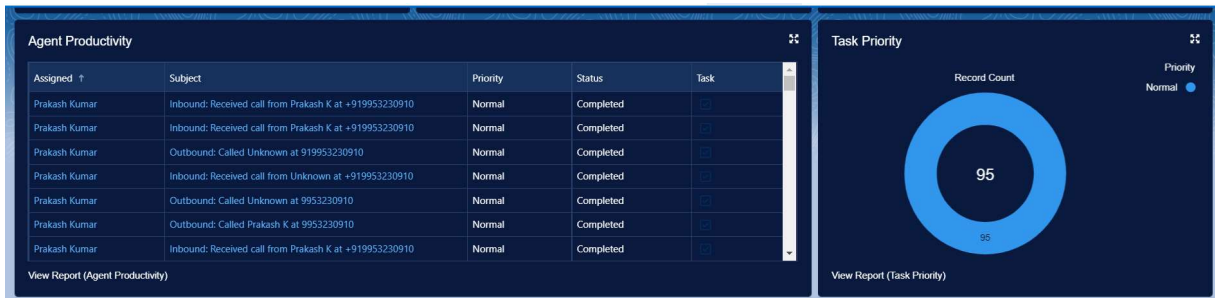 Agent Productivity
Assigned ↑ Subject Priority Status Task
Prakash Kumar Inbound: Received call from Prakash K at +919953230910 Normal Completed
Prakash Kumar Inbound: Received call from Prakash K at +919953230910 Normal Completed
Prakash Kumar Outbound: Called Unknown at 919953230910 Normal Completed
Prakash Kumar Inbound: Received call from Unknown at +919953230910 Normal Completed
Prakash Kumar Outbound: Called Unknown at 9953230910 Normal Completed
Prakash Kumar Outbound: Called Prakash K at 9953230910 Normal Completed
Prakash Kumar Inbound: Received call from Prakash K at +919953230910 Normal Completed
View Report (Agent Productivity)
Task Priority
Record Count
Priority
Normal
95
95
View Report (Task Priority)